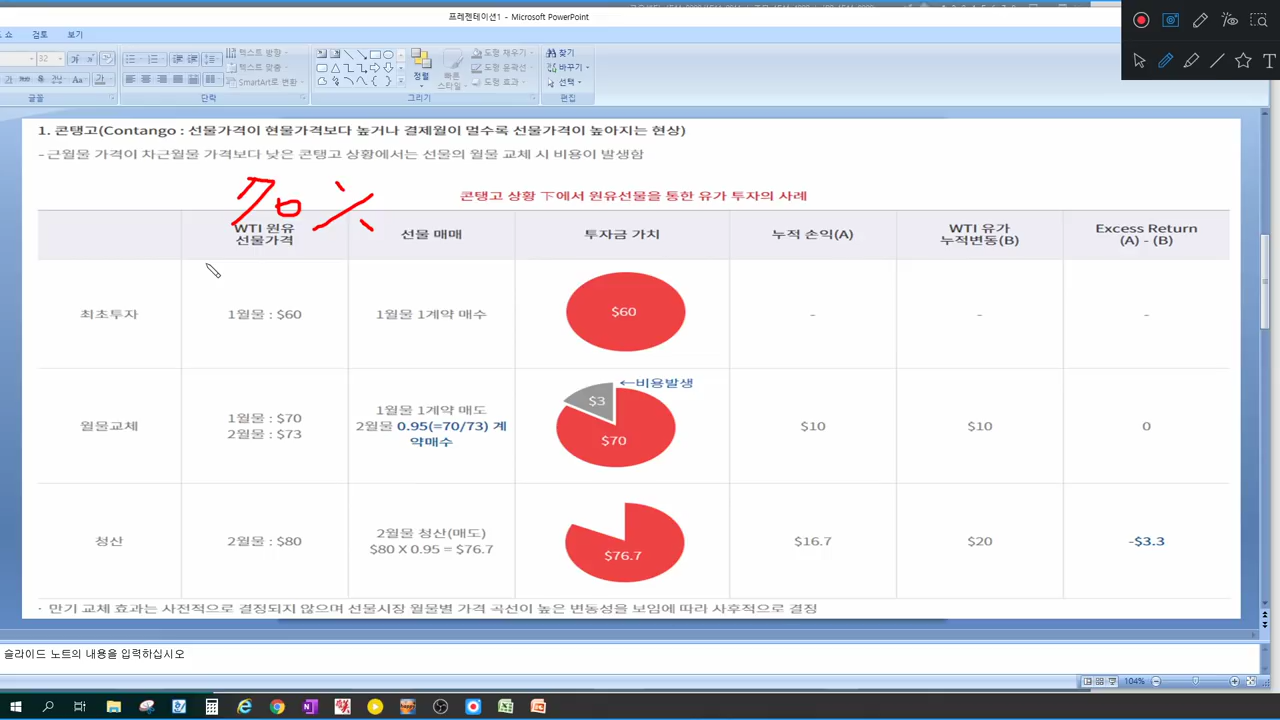 프레젠테이션1 - Microsoft PowerPoint
쇼 검토 보기
32
텍스트 방향
텍스트 맞춤
SmartArt로 변환
정렬
빠른
스타일
도형 채우기
도형 윤곽선
도형 효과
찾기
바꾸기
선택
글꼴 단락 그리기 편집
1. 콘탱고(Contango : 선물가격이 현물가격보다 높거나 결제월이 멀수록 선물가격이 높아지는 현상)
- 근월물 가격이 차근월물 가격보다 낮은 콘탱고 상황에서는 선물의 월물 교체 시 비용이 발생함
콘탱고 상황 下에서 원유선물을 통한 유가 투자의 사례
WTI 원유
선물가격
선물 매매
투자금 가치
누적 손익(A)
WTI 유가
누적변동(B)
Excess Return
(A) - (B)
최초투자
1월물 : $60
1월물 1계약 매수
$60
-
-
-
월물교체
1월물 : $70
2월물 : $73
1월물 1계약 매도
2월물 0.95(=70/73) 계
약매수
←비용발생
$3
$70
$10
$10
0
청산
2월물 : $80
2월물 청산(매도)
$80 X 0.95 = $76.7
$76.7
$16.7
$20
-$3.3
· 만기 교체 효과는 사전적으로 결정되지 않으며 선물시장 월물별 가격 곡선이 높은 변동성을 보임에 따라 사후적으로 결정
슬라이드 노트의 내용을 입력하십시오
104%